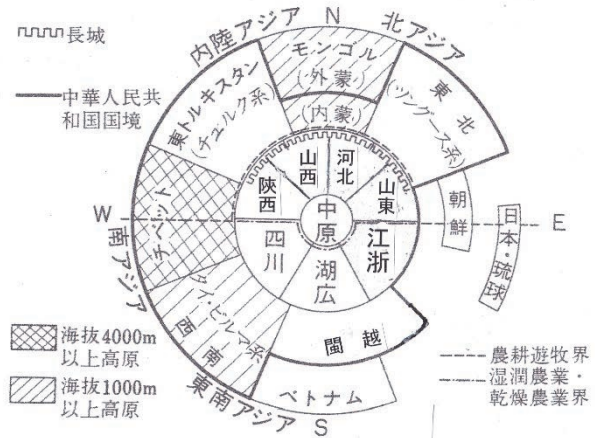 内陸アジア
N
北アジア
長城
中華人民共
和国国境
モンゴル
(外蒙)
(内蒙)
東トルキスタン
(チュルク系)
東北
(ツングース系)
山西
河北
陝西
山東
中原
W
E
チベット
朝鮮
日本・琉球
四川
湖広
江浙
南アジア
タイ・ビルマ系
西南
閩越
ベトナム
東南アジア
S
海抜4000m
以上高原
海抜1000m
以上高原
農耕遊牧界
湿潤農業・
乾燥農業界